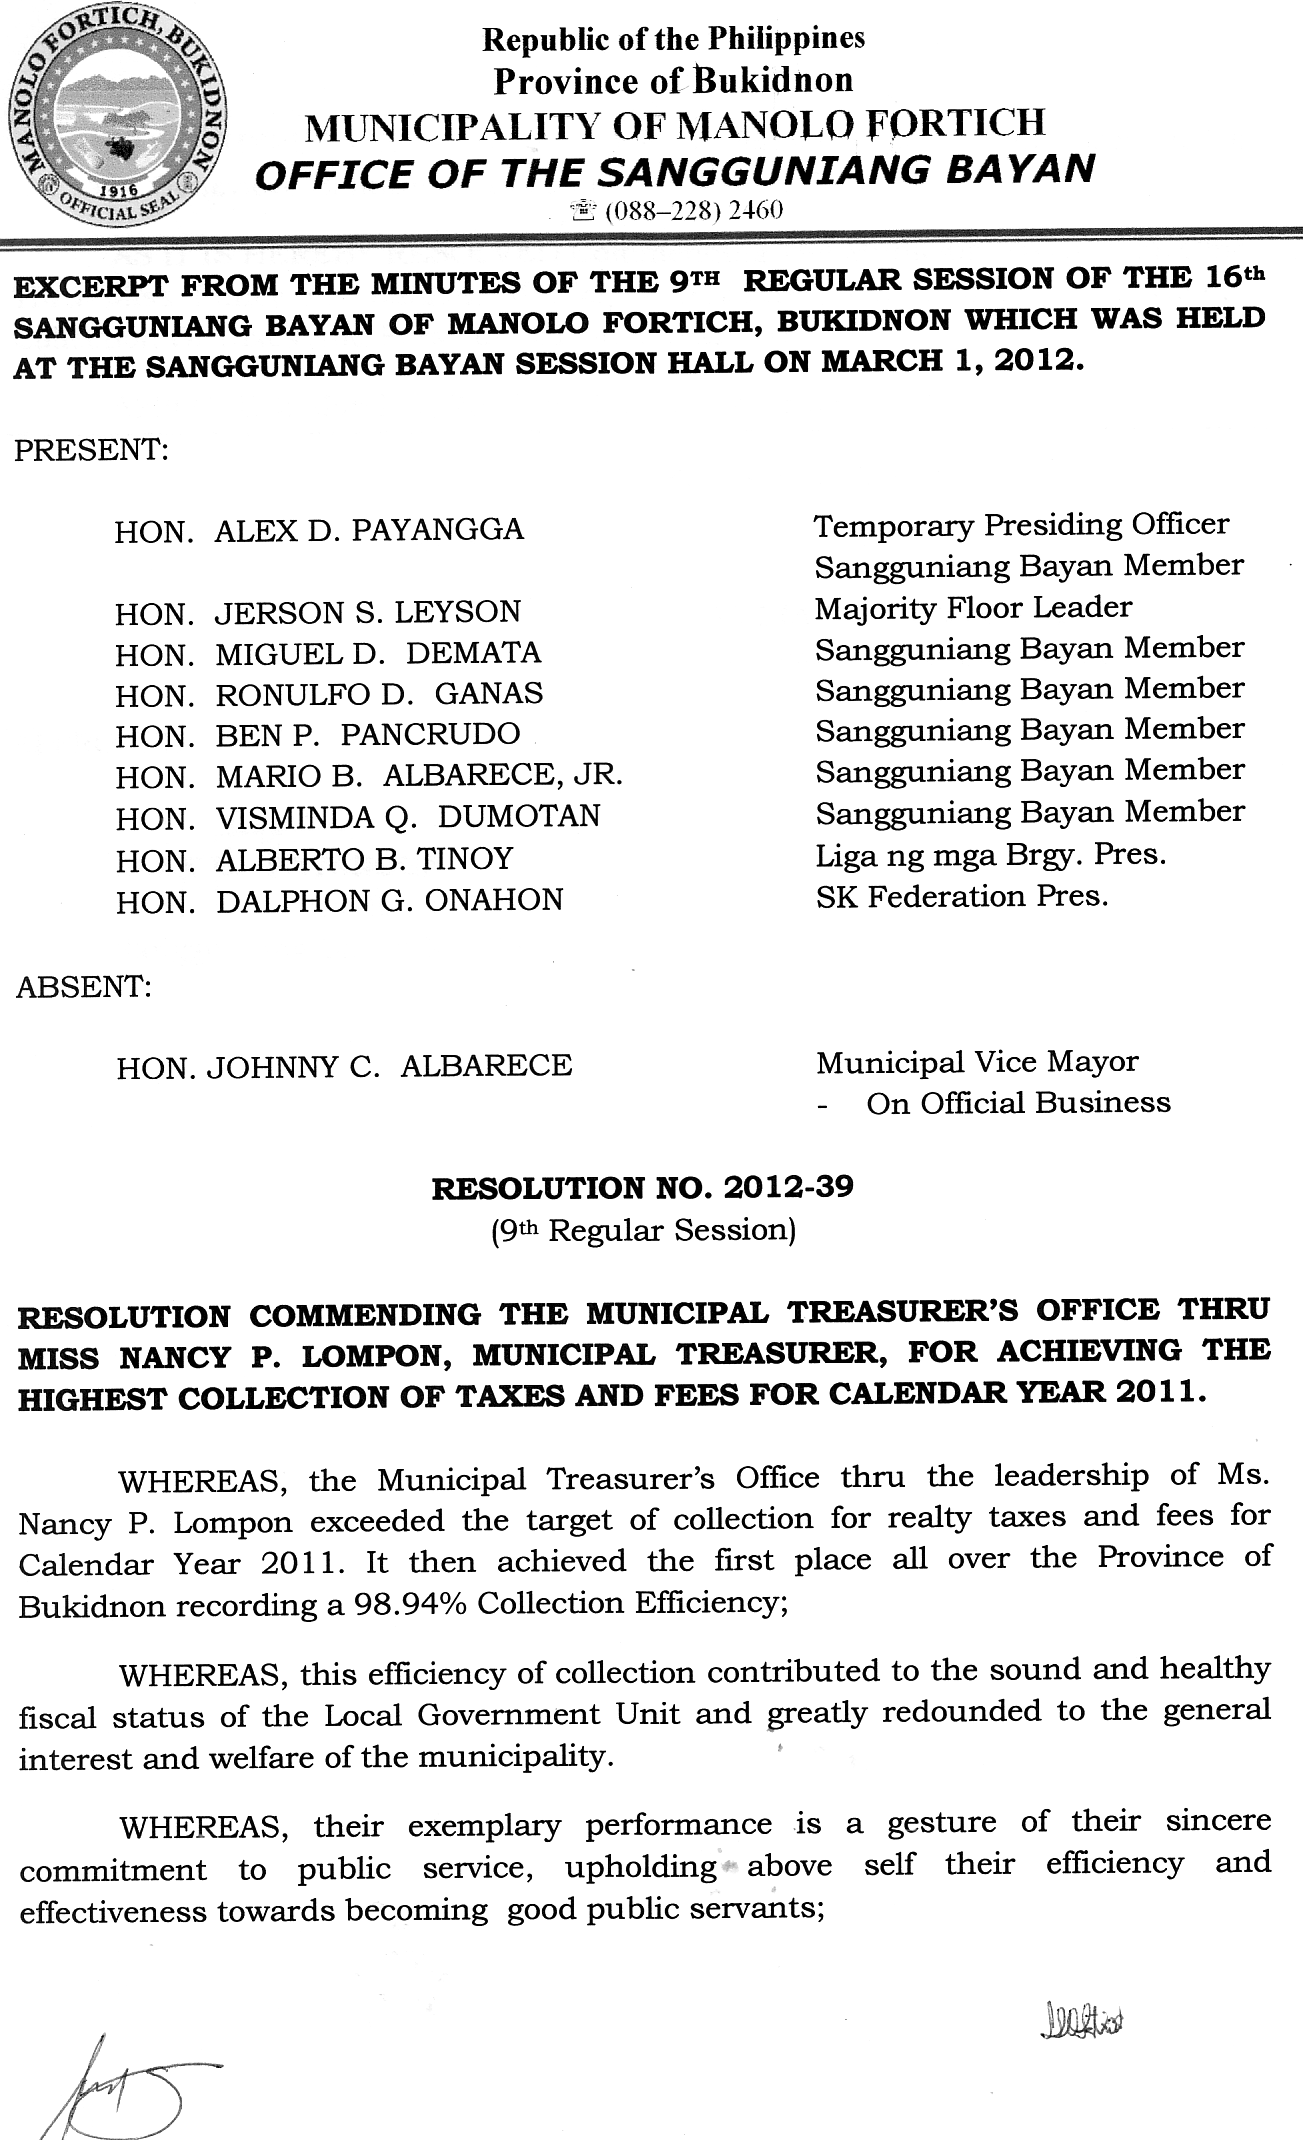 MANOLO FORTICH, BUKIDNON
1916
OFFICIAL SEAL
Republic of the Philippines
Province of Bukidnon
MUNICIPALITY OF MANOLO FORTICH
OFFICE OF THE SANGGUNIANG BAYAN
☏ (088–228) 2460
EXCERPT FROM THE MINUTES OF THE 9TH REGULAR SESSION OF THE 16th
SANGGUNIANG BAYAN OF MANOLO FORTICH, BUKIDNON WHICH WAS HELD
AT THE SANGGUNIANG BAYAN SESSION HALL ON MARCH 1, 2012.
PRESENT:
HON. ALEX D. PAYANGGA Temporary Presiding Officer
Sangguniang Bayan Member
HON. JERSON S. LEYSON Majority Floor Leader
HON. MIGUEL D. DEMATA Sangguniang Bayan Member
HON. RONULFO D. GANAS Sangguniang Bayan Member
HON. BEN P. PANCRUDO Sangguniang Bayan Member
HON. MARIO B. ALBARECE, JR. Sangguniang Bayan Member
HON. VISMINDA Q. DUMOTAN Sangguniang Bayan Member
HON. ALBERTO B. TINOY Liga ng mga Brgy. Pres.
HON. DALPHON G. ONAHON SK Federation Pres.
ABSENT:
HON. JOHNNY C. ALBARECE Municipal Vice Mayor
- On Official Business
RESOLUTION NO. 2012-39
(9th Regular Session)
RESOLUTION COMMENDING THE MUNICIPAL TREASURER'S OFFICE THRU
MISS NANCY P. LOMPON, MUNICIPAL TREASURER, FOR ACHIEVING THE
HIGHEST COLLECTION OF TAXES AND FEES FOR CALENDAR YEAR 2011.
WHEREAS, the Municipal Treasurer's Office thru the leadership of Ms.
Nancy P. Lompon exceeded the target of collection for realty taxes and fees for
Calendar Year 2011. It then achieved the first place all over the Province of
Bukidnon recording a 98.94% Collection Efficiency;
WHEREAS, this efficiency of collection contributed to the sound and healthy
fiscal status of the Local Government Unit and greatly redounded to the general
interest and welfare of the municipality.
WHEREAS, their exemplary performance is a gesture of their sincere
commitment to public service, upholding above self their efficiency and
effectiveness towards becoming good public servants;